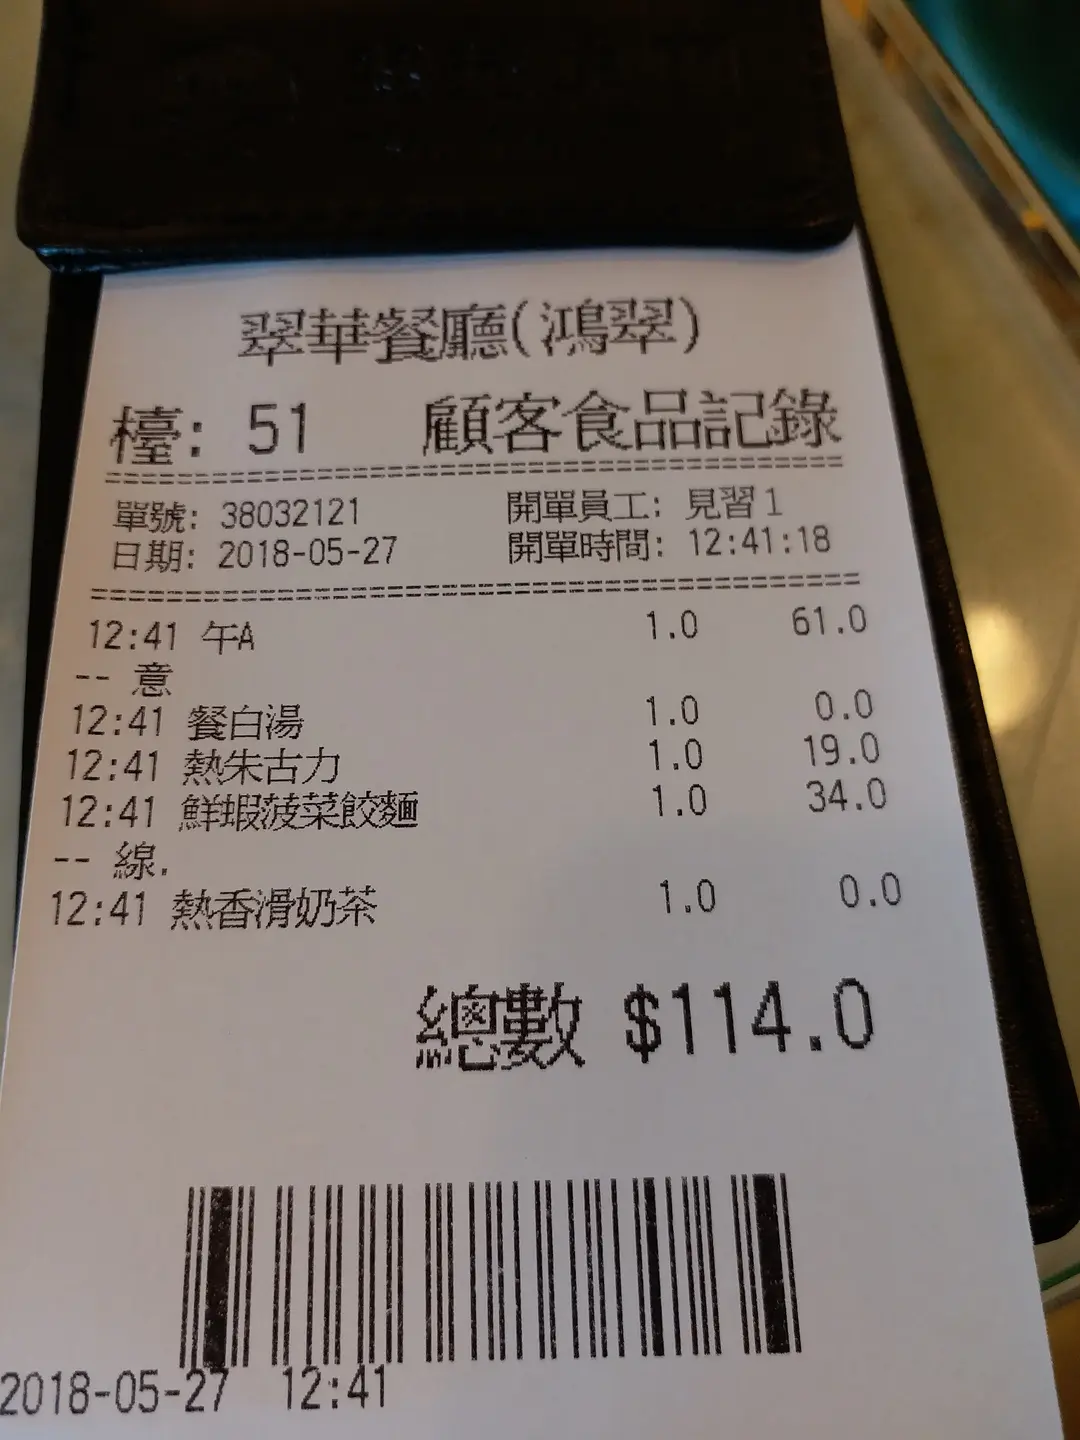 翠華餐廳(鴻翠)
檯: 51 顧客食品記錄
單號: 38032121 開單員工: 見習1
日期: 2018-05-27 開單時間: 12:41:18
12:41 午A 1.0 61.0
-- 意
12:41 餐白湯 1.0 0.0
12:41 熱朱古力 1.0 19.0
12:41 鮮蝦菠菜餃麵 1.0 34.0
-- 線.
12:41 熱香滑奶茶 1.0 0.0
總數 $114.0
2018-05-27 12:41